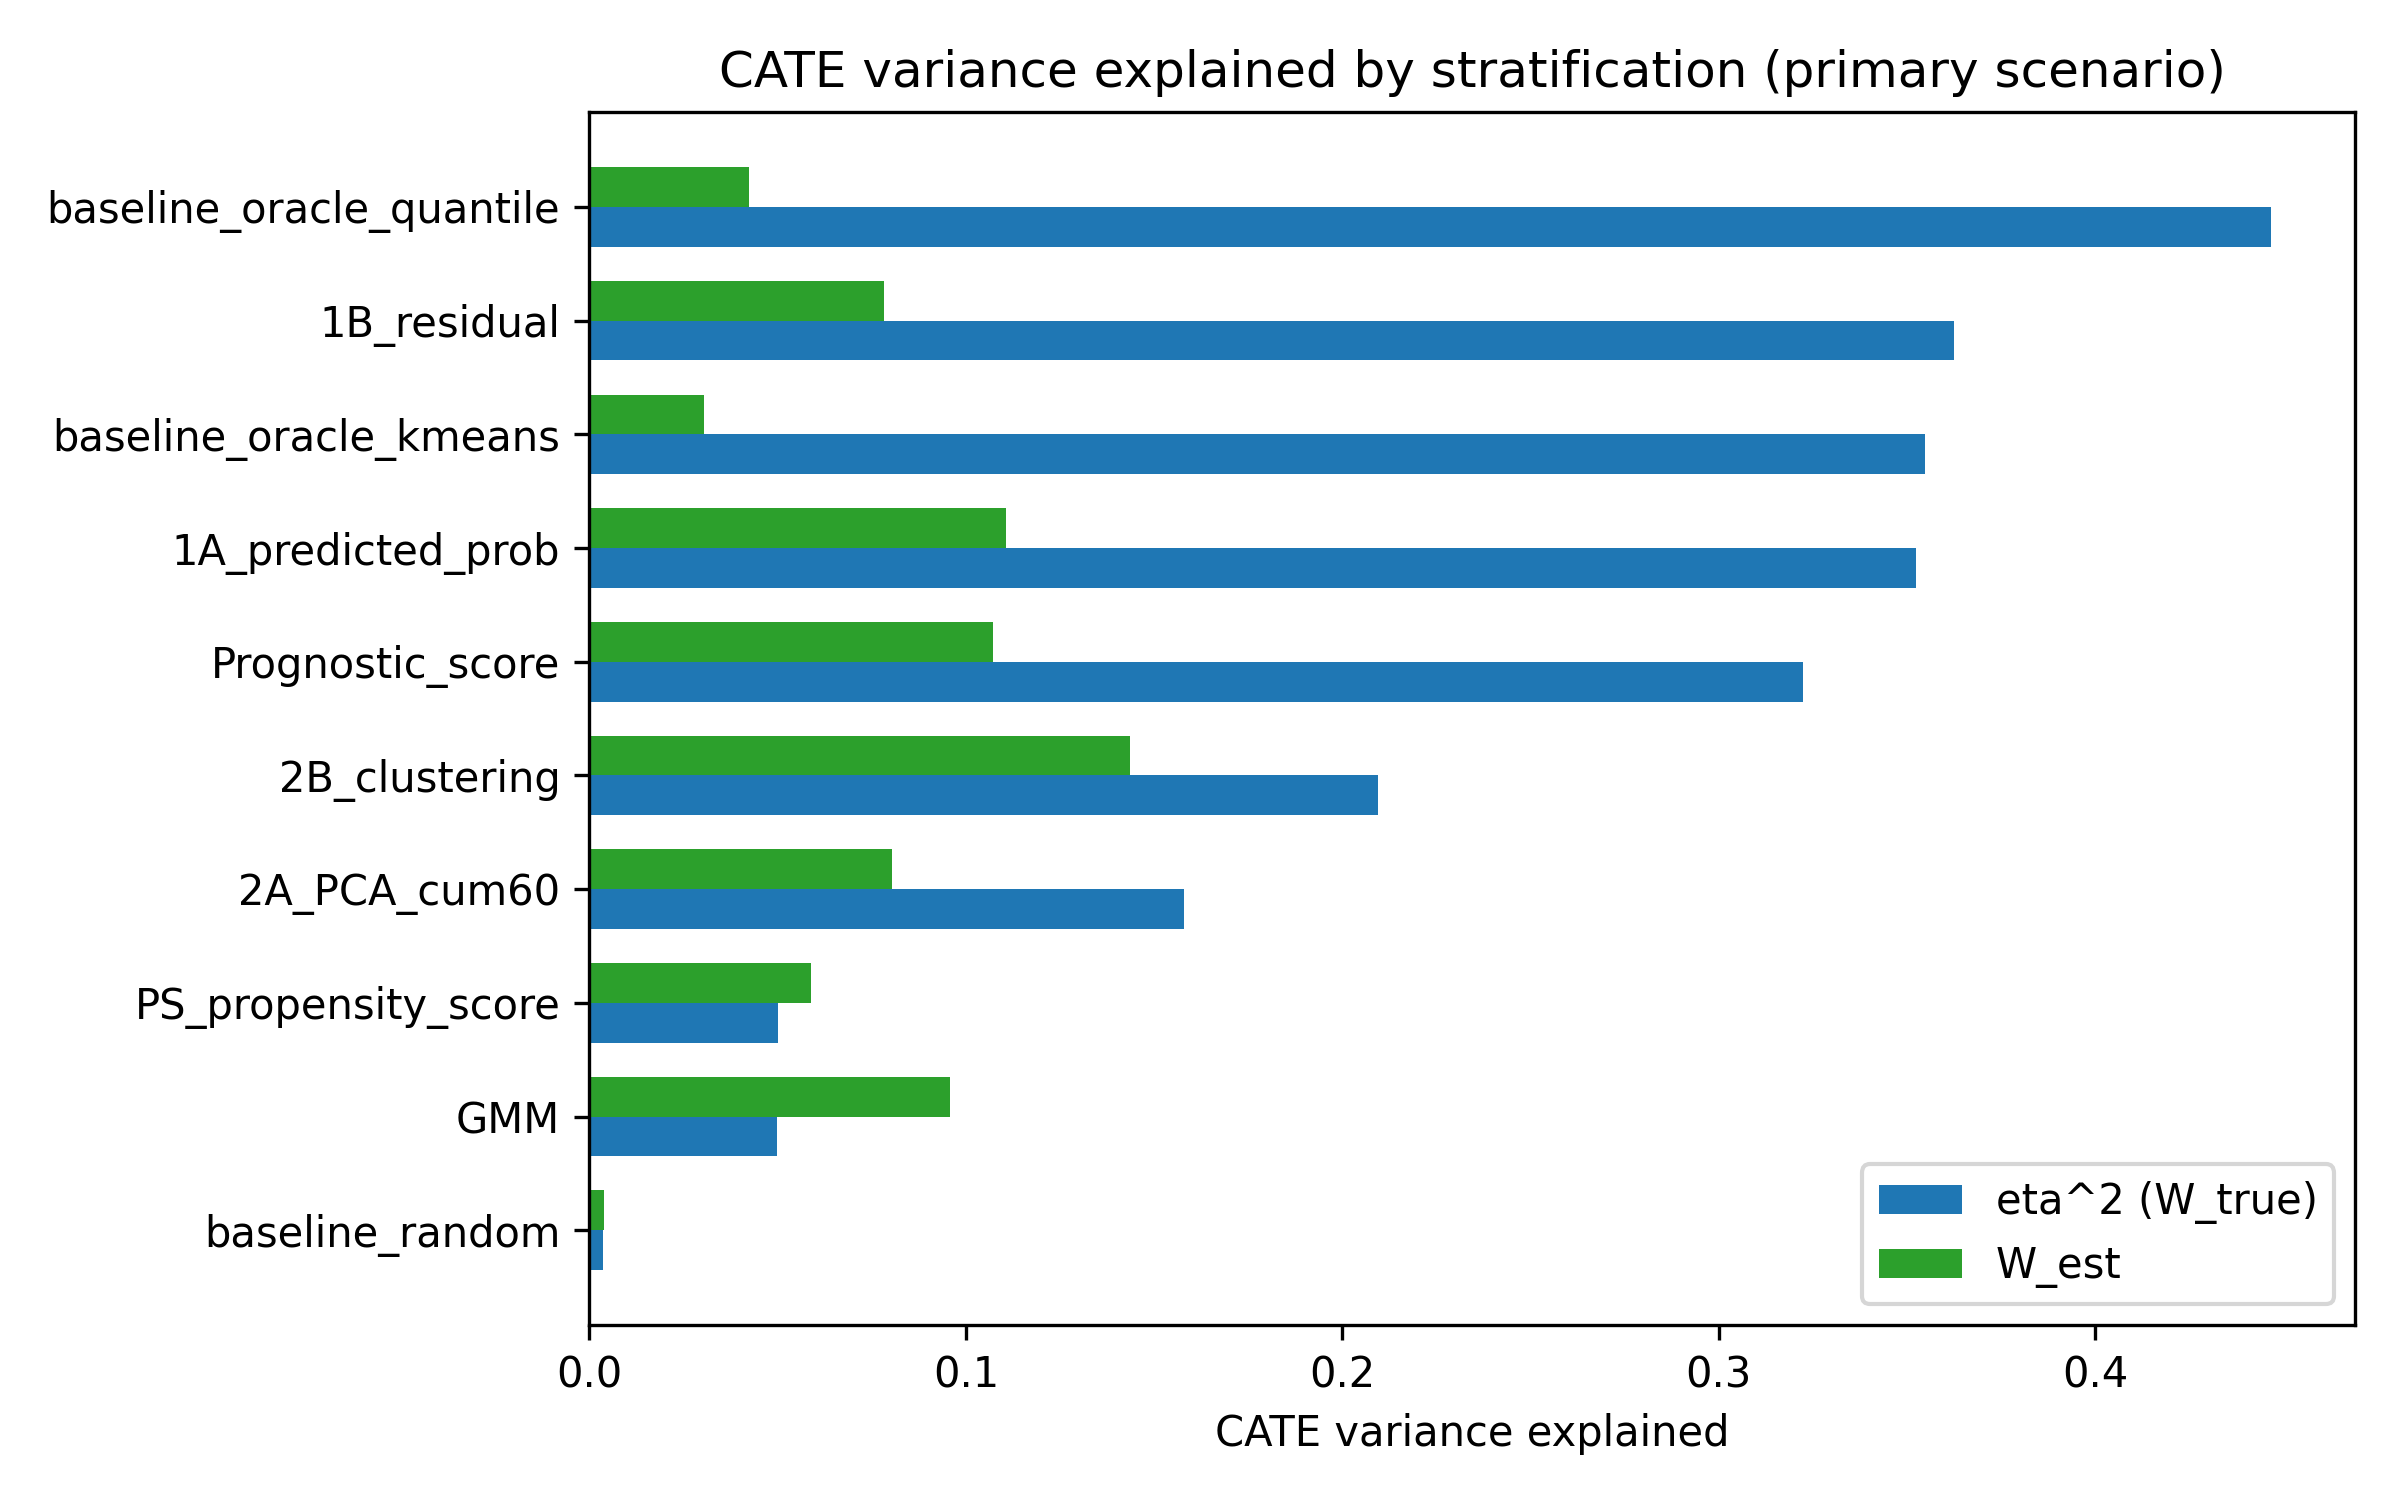 CATE variance explained by stratification (primary scenario)
baseline_oracle_quantile
1B_residual
baseline_oracle_kmeans
1A_predicted_prob
Prognostic_score
2B_clustering
2A_PCA_cum60
PS_propensity_score
GMM
baseline_random
eta^2 (W_true)
W_est
0.0 0.1 0.2 0.3 0.4
CATE variance explained